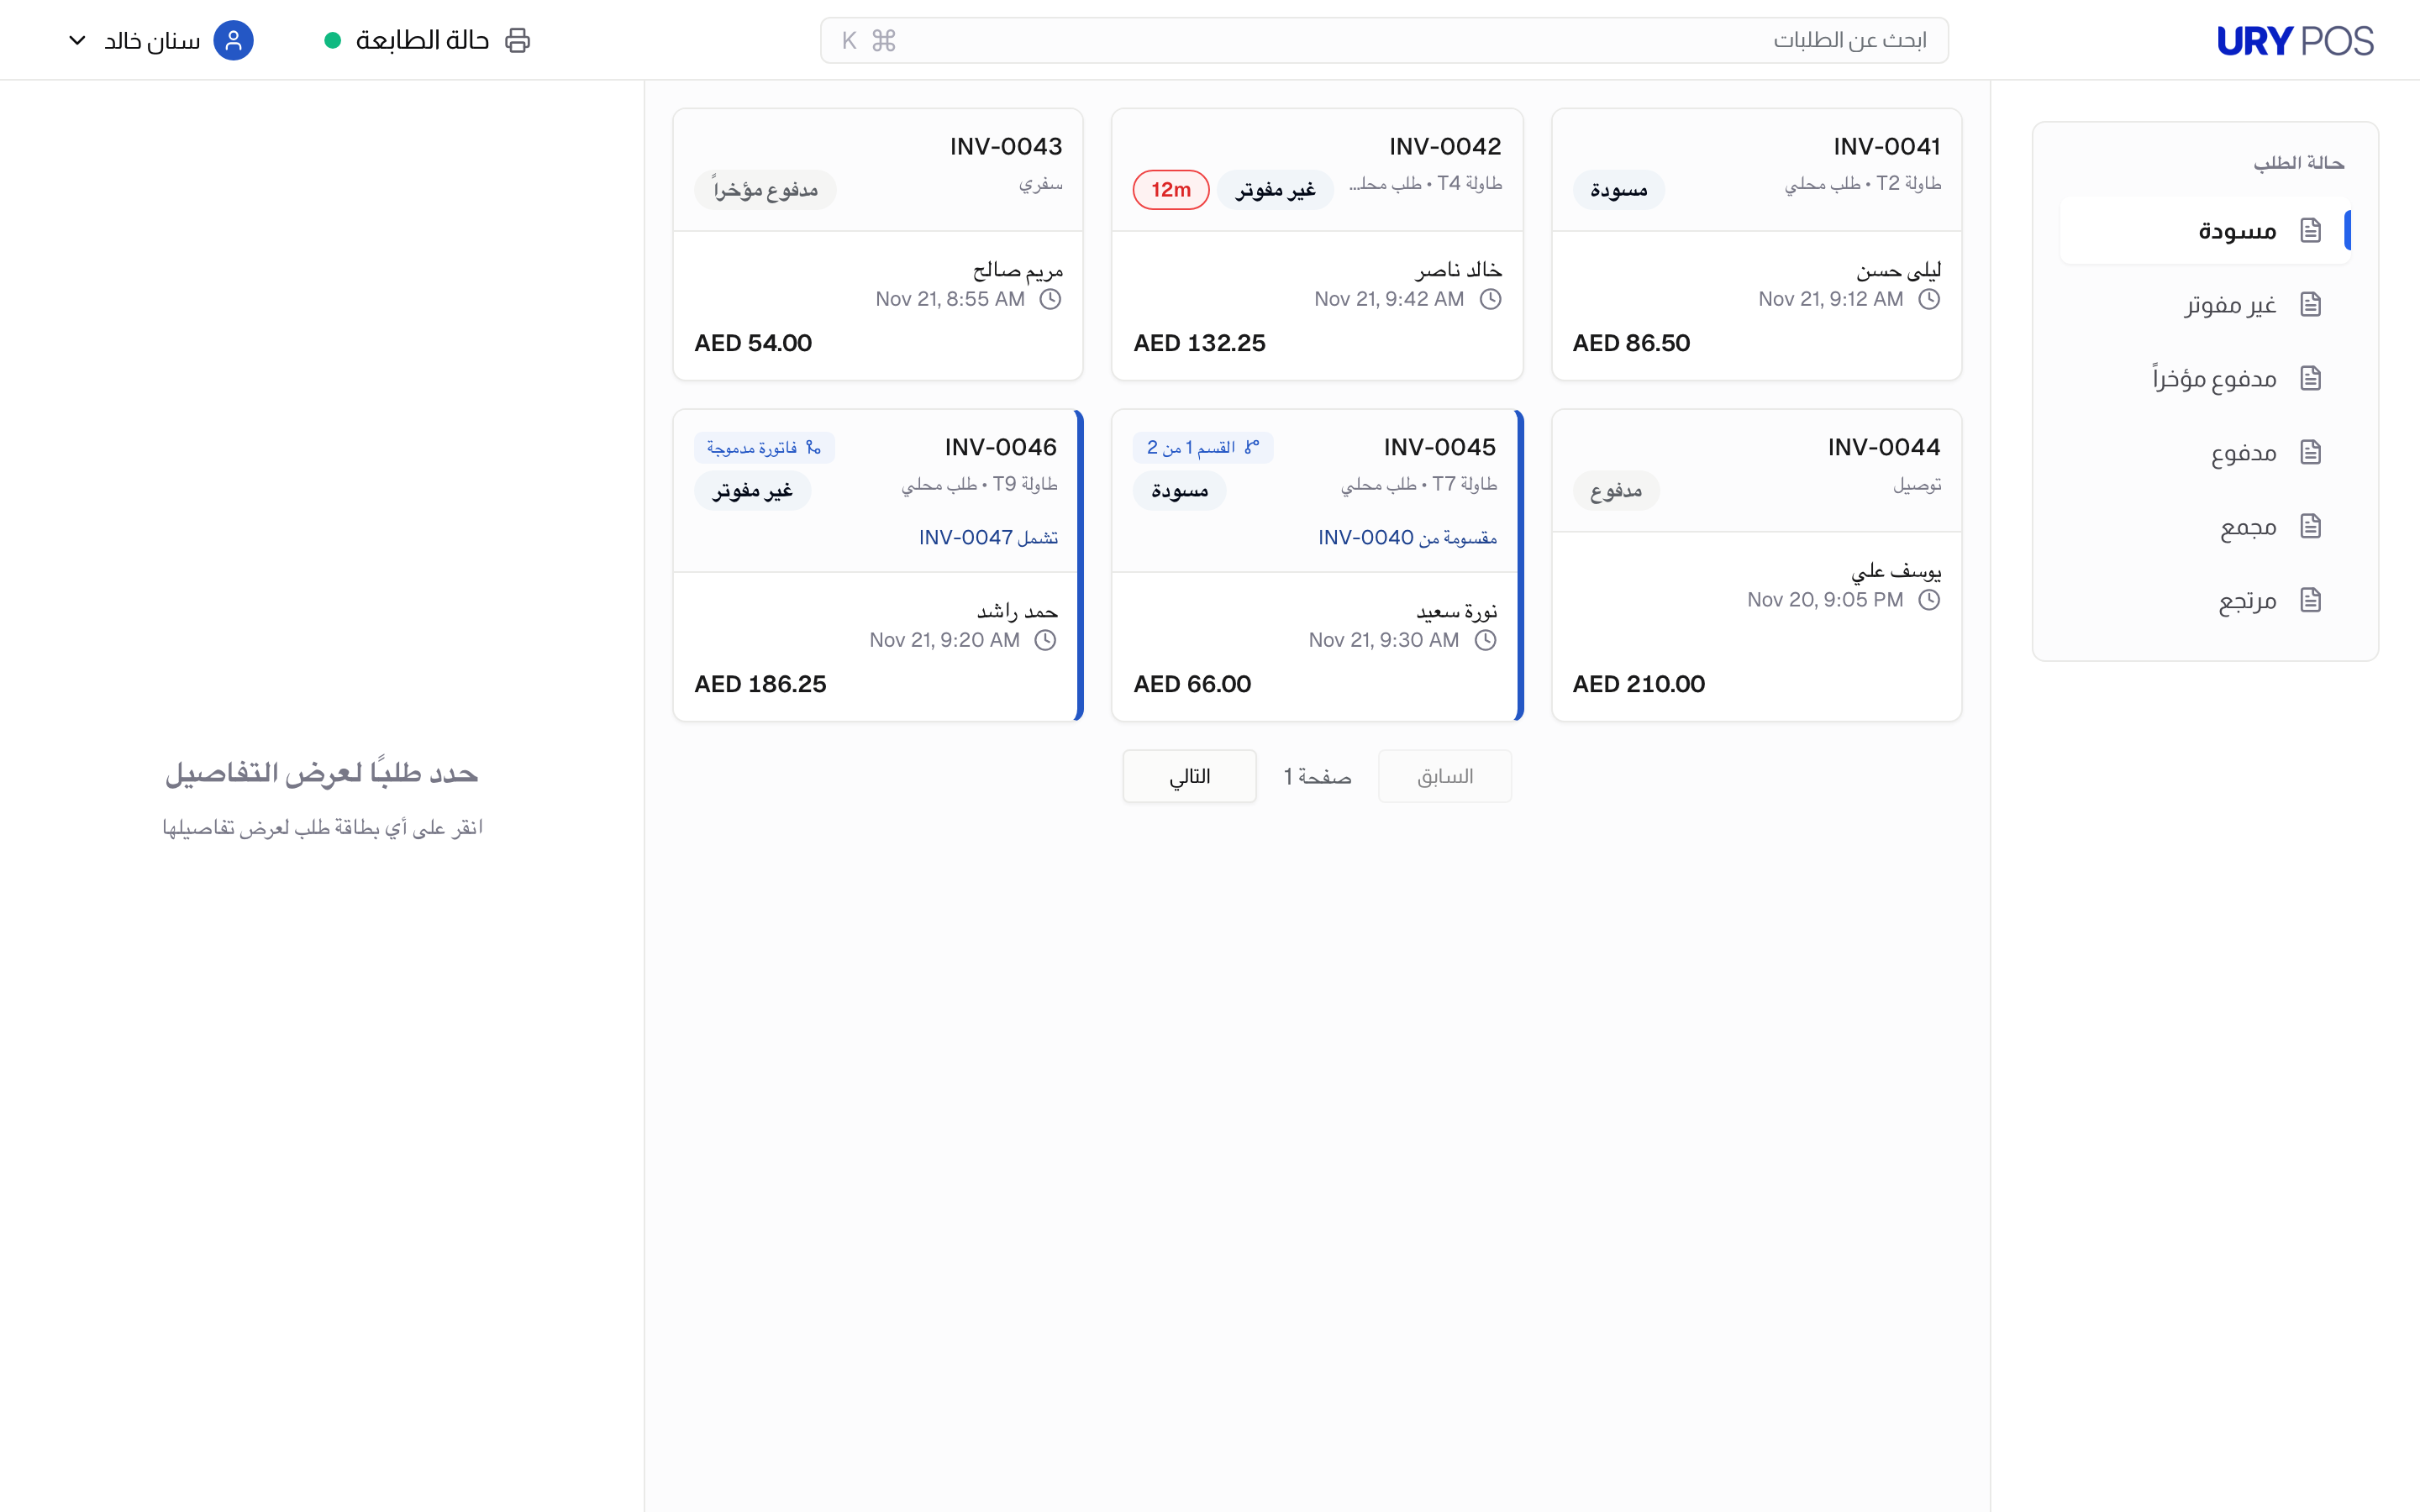 URY POS
ابحث عن الطلبات
⌘ K
حالة الطابعة
سنان خالد
حالة الطلب
مسودة
غير مفوتر
مدفوع مؤخراً
مدفوع
مجمع
مرتجع
INV-0041
طاولة T2 • طلب محلي
مسودة
ليلى حسن
Nov 21, 9:12 AM
AED 86.50
INV-0042
طاولة T4 • طلب محلـ...
غير مفوتر
12m
خالد ناصر
Nov 21, 9:42 AM
AED 132.25
INV-0043
سفري
مدفوع مؤخراً
مريم صالح
Nov 21, 8:55 AM
AED 54.00
INV-0044
توصيل
مدفوع
يوسف علي
Nov 20, 9:05 PM
AED 210.00
INV-0045
القسم 1 من 2
طاولة T7 • طلب محلي
مسودة
مقسومة من INV-0040
نورة سعيد
Nov 21, 9:30 AM
AED 66.00
INV-0046
فاتورة مدموجة
طاولة T9 • طلب محلي
غير مفوتر
تشمل INV-0047
حمد راشد
Nov 21, 9:20 AM
AED 186.25
السابق
صفحة 1
التالي
حدد طلبًا لعرض التفاصيل
انقر على أي بطاقة طلب لعرض تفاصيلها